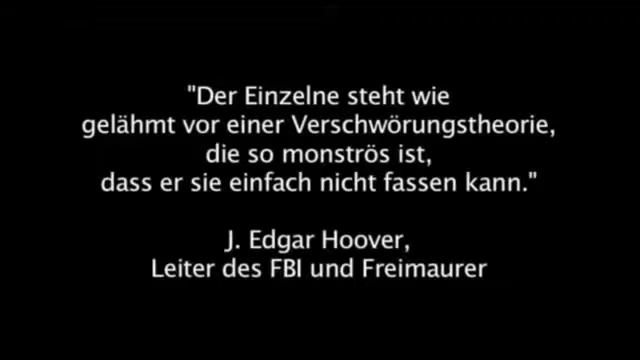 "Der Einzelne steht wie
gelähmt vor einer Verschwörungstheorie,
die so monströs ist,
dass er sie einfach nicht fassen kann."
J. Edgar Hoover,
Leiter des FBI und Freimaurer